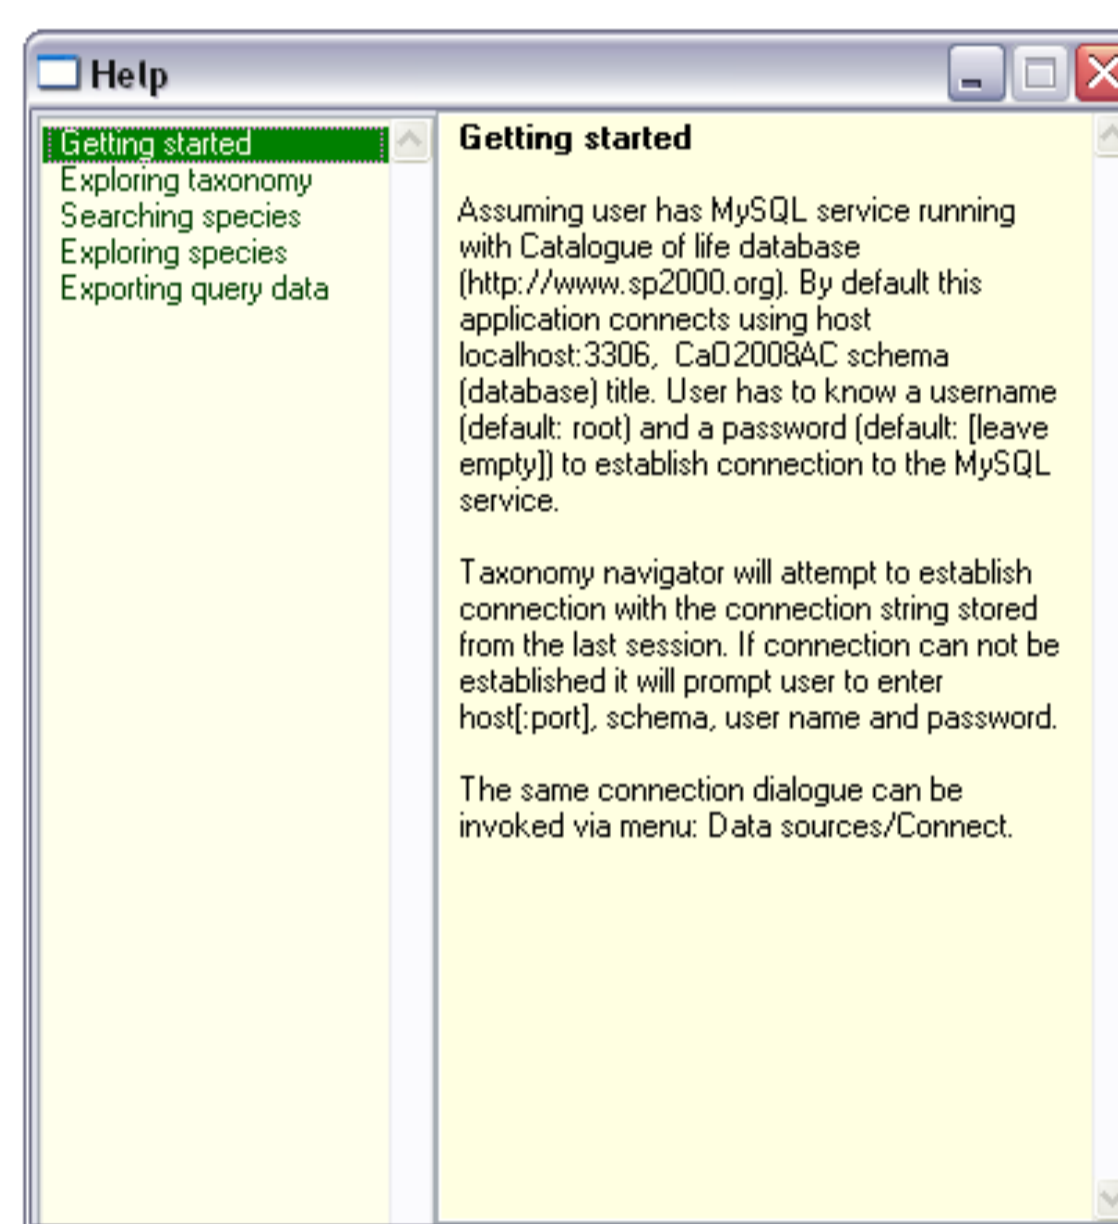 Help
Getting started
Exploring taxonomy
Searching species
Exploring species
Exporting query data
Getting started
Assuming user has MySQL service running
with Catalogue of life database
(http://www.sp2000.org). By default this
application connects using host
localhost:3306,  CaO2008AC schema
(database) title. User has to know a username
(default: root) and a password (default: [leave
empty]) to establish connection to the MySQL
service.
Taxonomy navigator will attempt to establish
connection with the connection string stored
from the last session. If connection can not be
established it will prompt user to enter
host[:port], schema, user name and password.
The same connection dialogue can be
invoked via menu: Data sources/Connect.